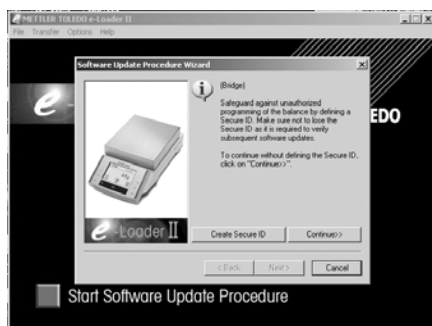 METTLER TOLEDO e-Loader II
File Transfer Options Help
Software Update Procedure Wizard
(Bridge)
Safeguard against unauthorized
programming of the balance by defining a
Secure ID. Make sure not to lose the
Secure ID as it is required to verify
subsequent software updates.
To continue without defining the Secure ID,
click on "Continue>>".
e
EDO
e-Loader II
Create Secure ID
Continue>>
< Back
Next >
Cancel
Start Software Update Procedure